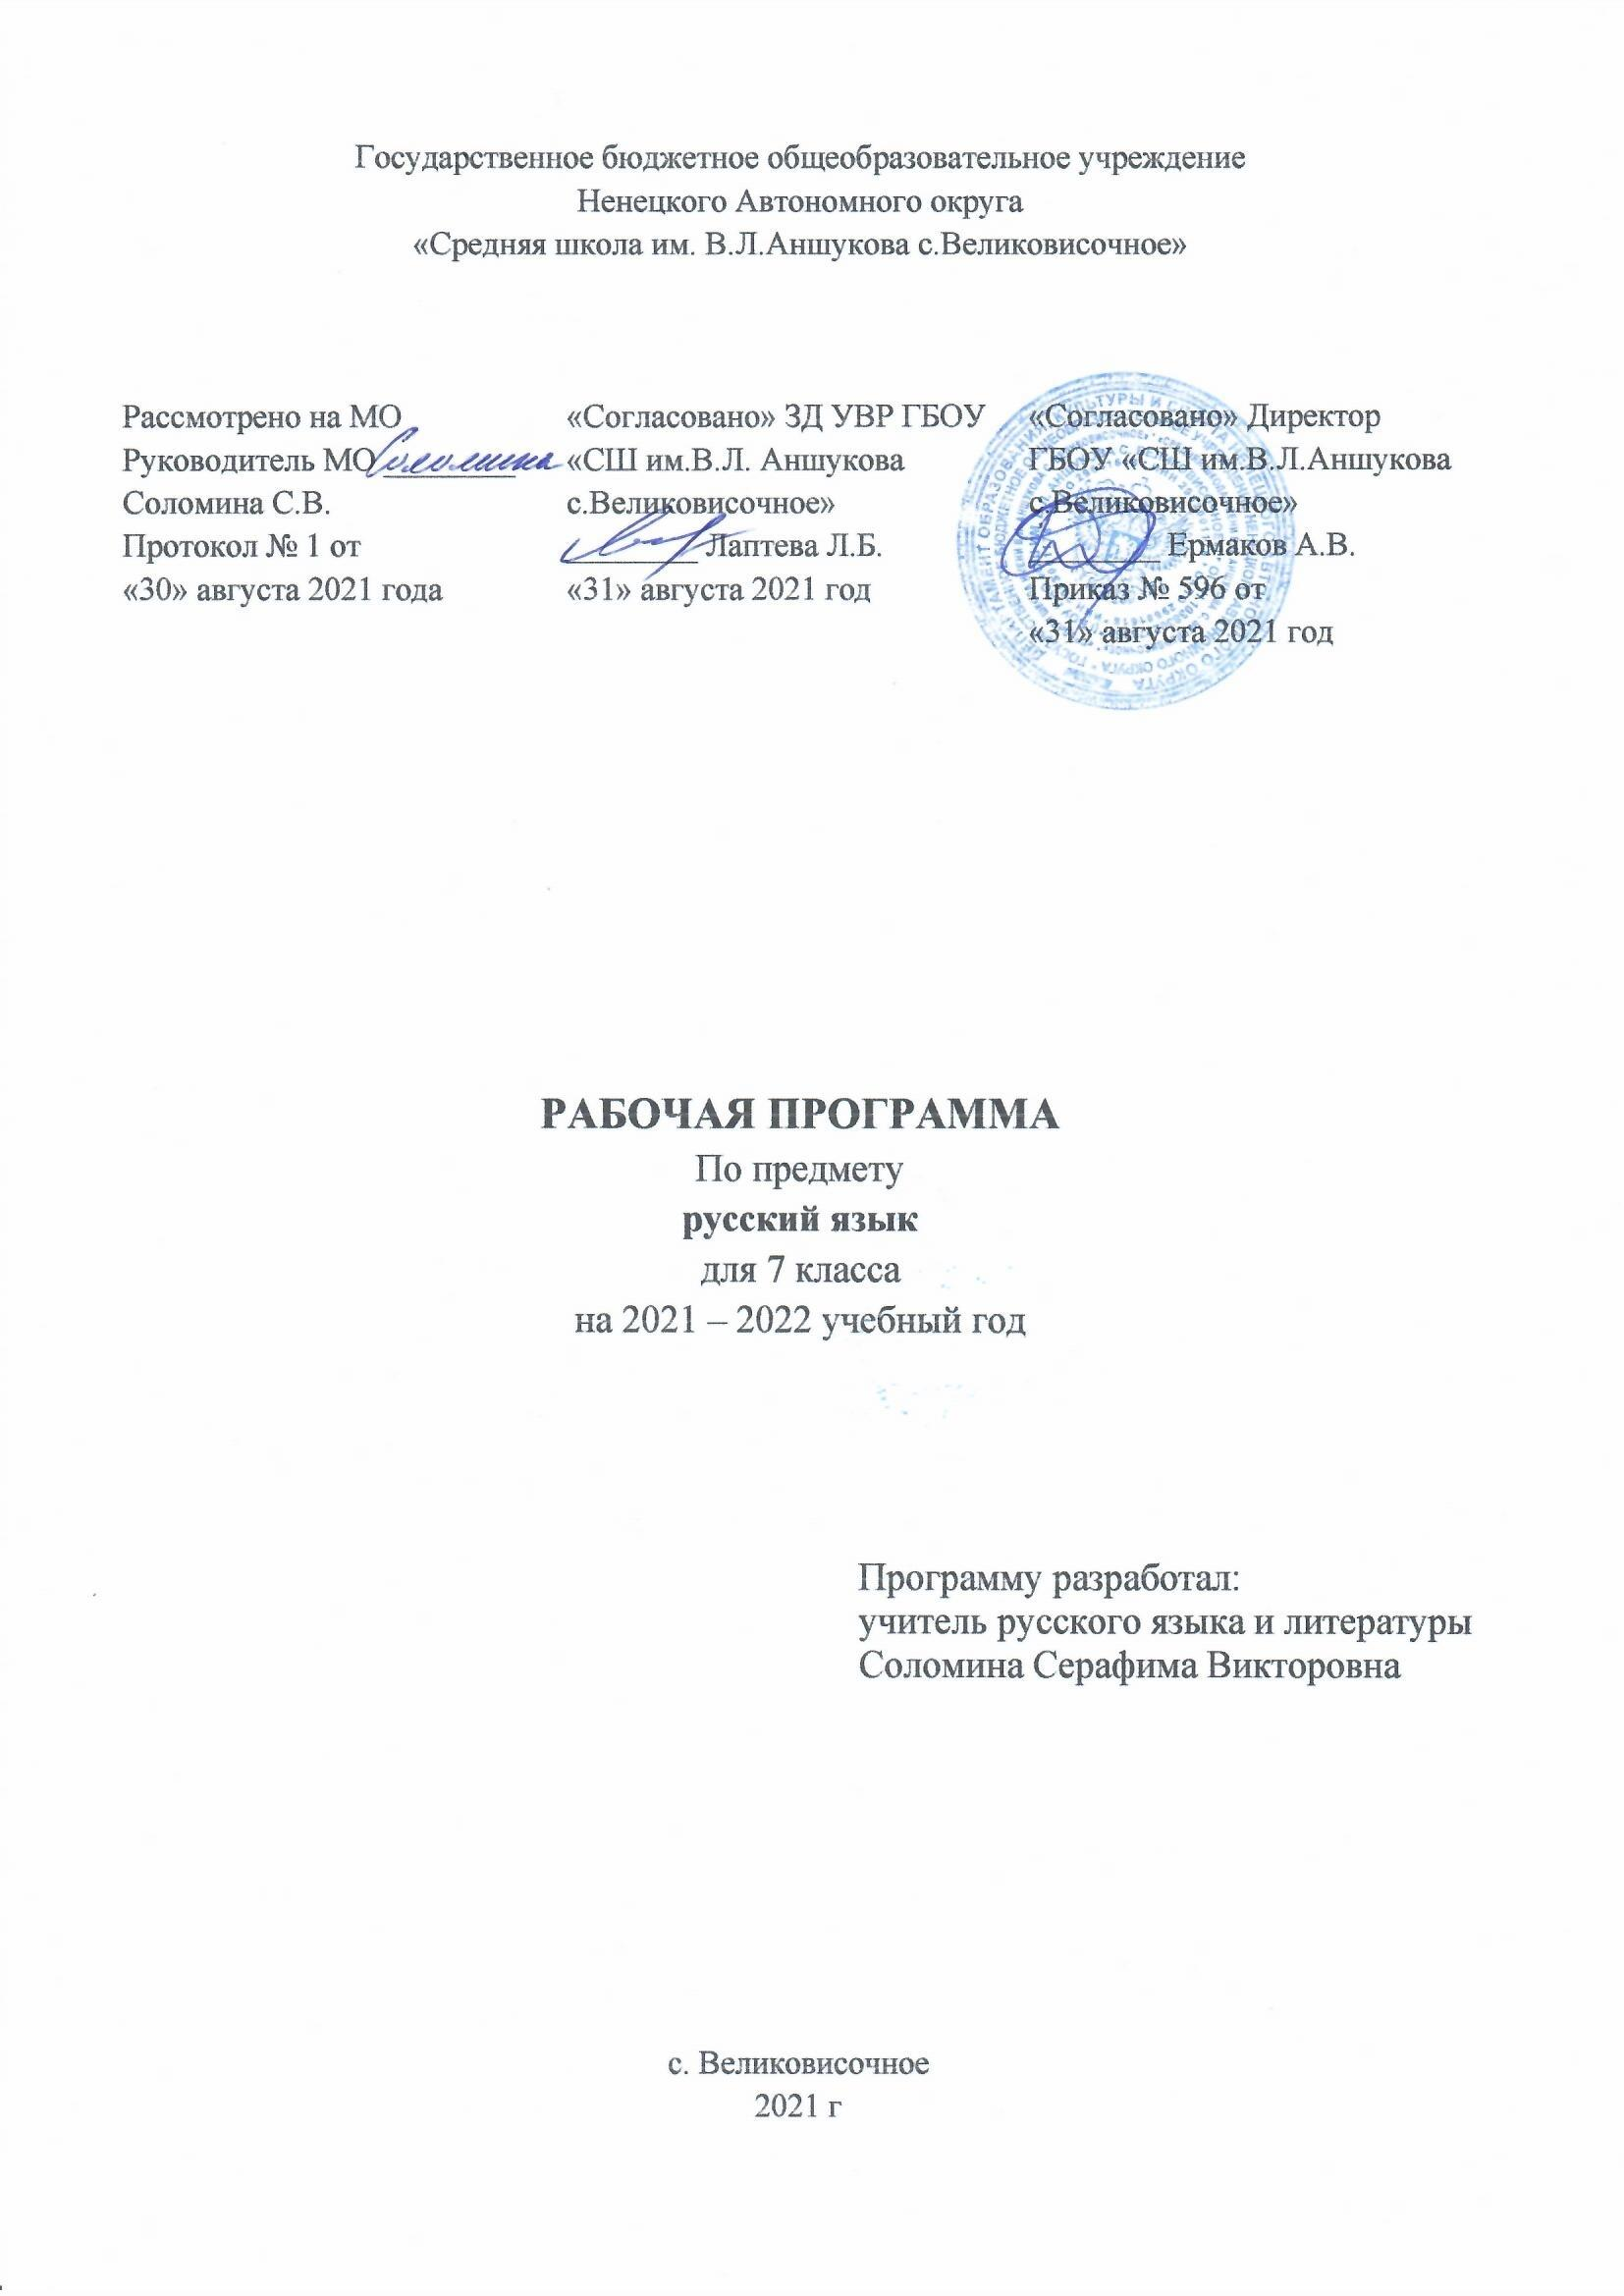 Государственное бюджетное общеобразовательное учреждение
Ненецкого Автономного округа
«Средняя школа им. В.Л.Аншукова с.Великовисочное»
Рассмотрено на МО
Руководитель МО Соломина
Соломина С.В.
Протокол № 1 от
«30» августа 2021 года
«Согласовано» ЗД УВР ГБОУ
«СШ им.В.Л. Аншукова
с.Великовисочное»
________Лаптева Л.Б.
«31» августа 2021 год
«Согласовано» Директор
ГБОУ «СШ им.В.Л.Аншукова
с.Великовисочное»
________ Ермаков А.В.
Приказ № 596 от
«31» августа 2021 год
РАБОЧАЯ ПРОГРАММА
По предмету
русский язык
для 7 класса
на 2021 – 2022 учебный год
Программу разработал:
учитель русского языка и литературы
Соломина Серафима Викторовна
с. Великовисочное
2021 г